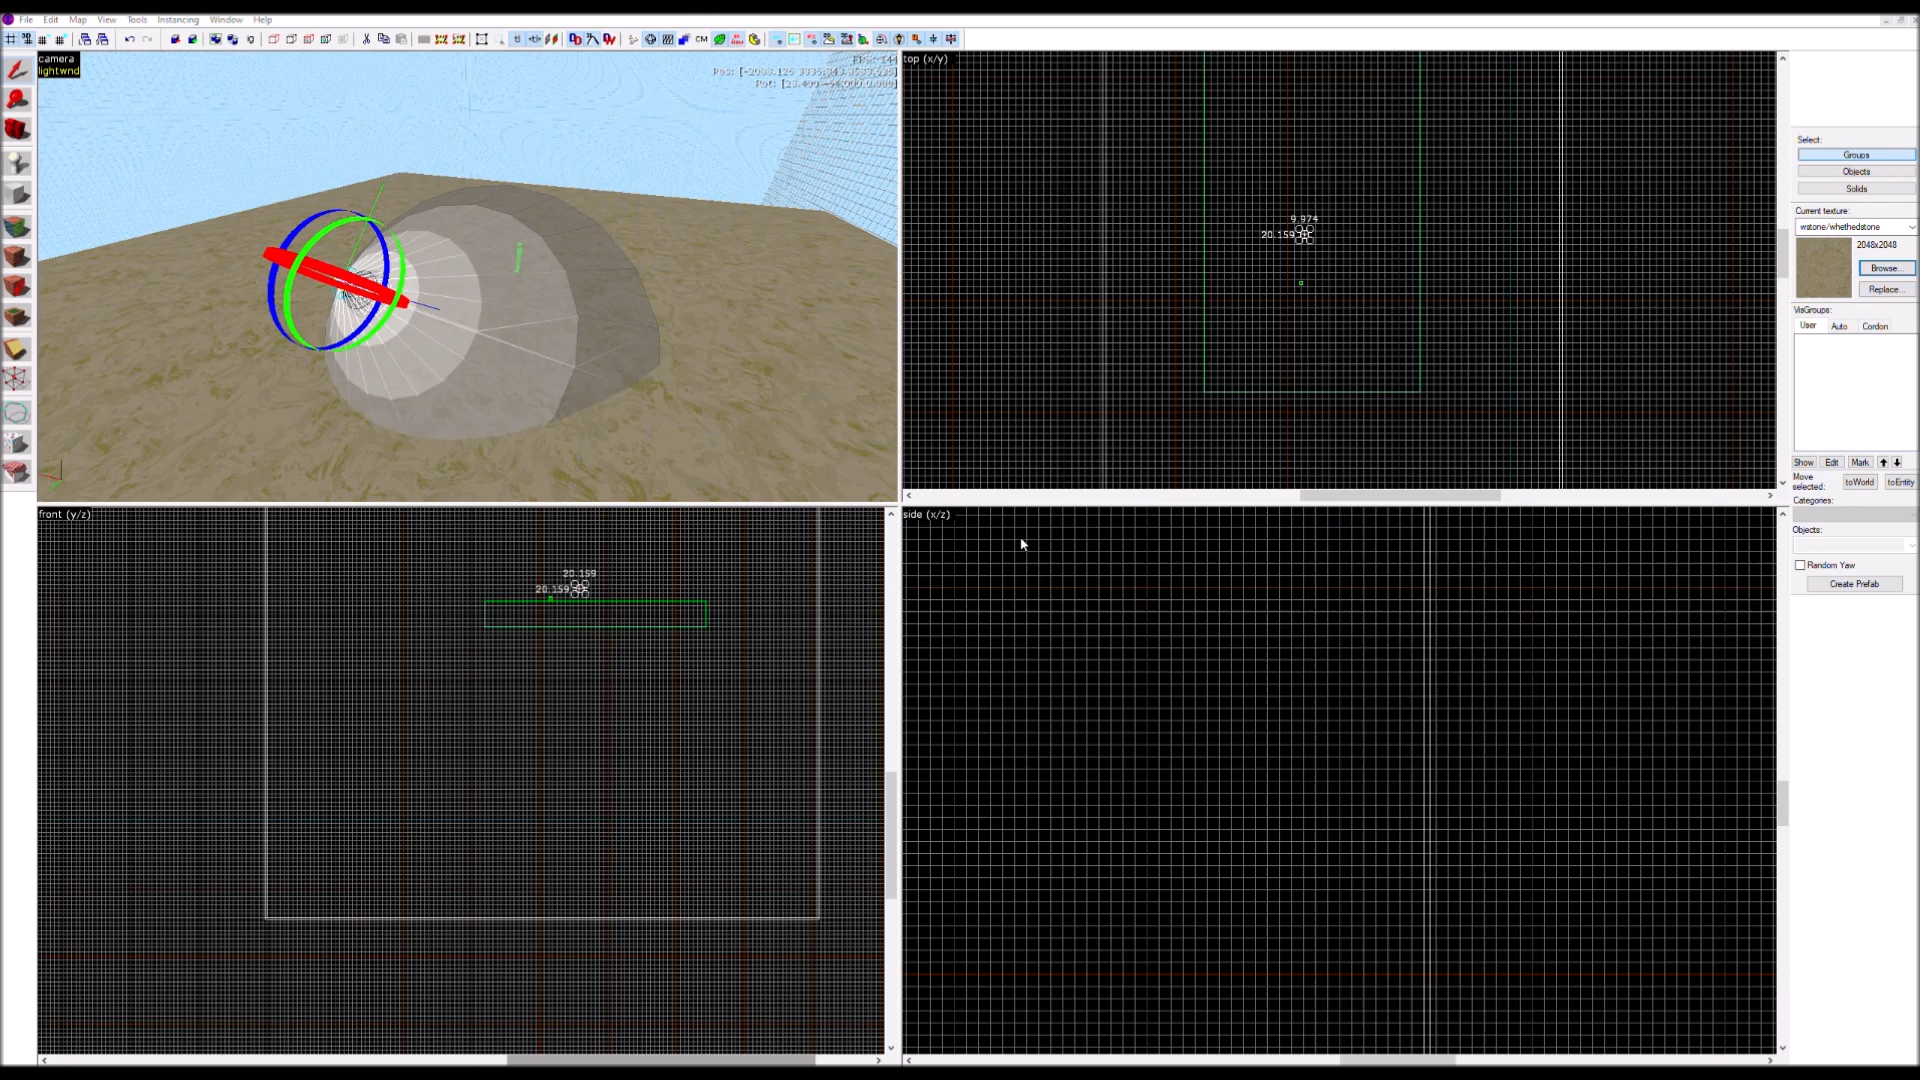 File Edit Map View Tools Instancing Window Help
CM
camera
lightwnd
top (x/y)
9.974
20.159
front (y/z)
20.159
20.159
side (x/z)
Select:
Groups
Objects
Solids
Current texture:
wstone/whethedstone
2048x2048
Browse...
Replace...
VisGroups:
User Auto Cordon
Show Edit Mark
Move selected:
toWorld toEntity
Categories:
Objects:
Random Yaw
Create Prefab